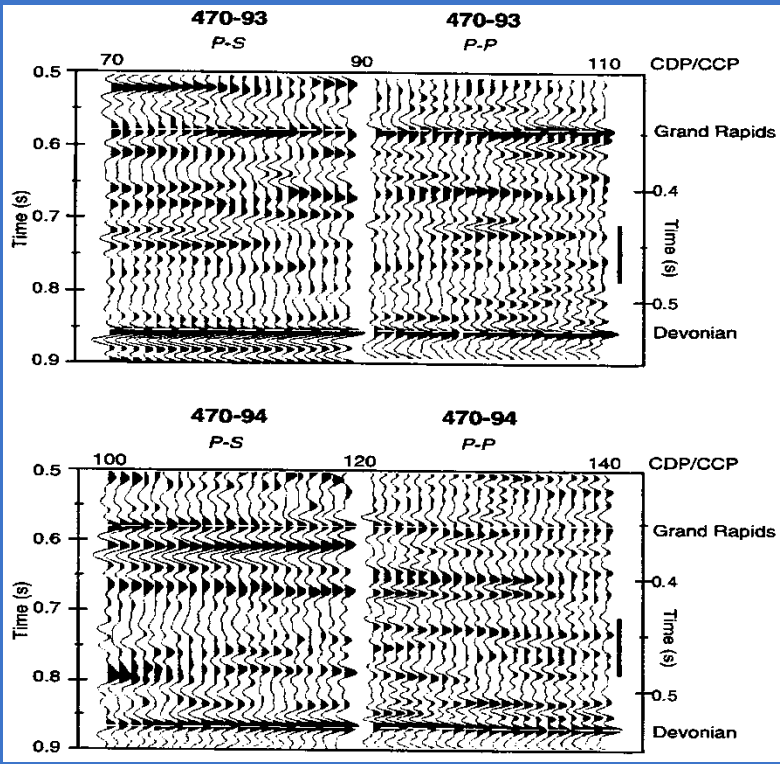 470-93 470-93
P-S P-P
70 90 110 CDP/CCP
0.5
0.6 Grand Rapids
0.4
0.7
Time (s) Time (s)
0.8
0.5
Devonian
0.9
470-94 470-94
P-S P-P
100 120 140 CDP/CCP
0.5
Grand Rapids
0.6
0.4
0.7
Time (s) Time (s)
0.8
0.5
Devonian
0.9